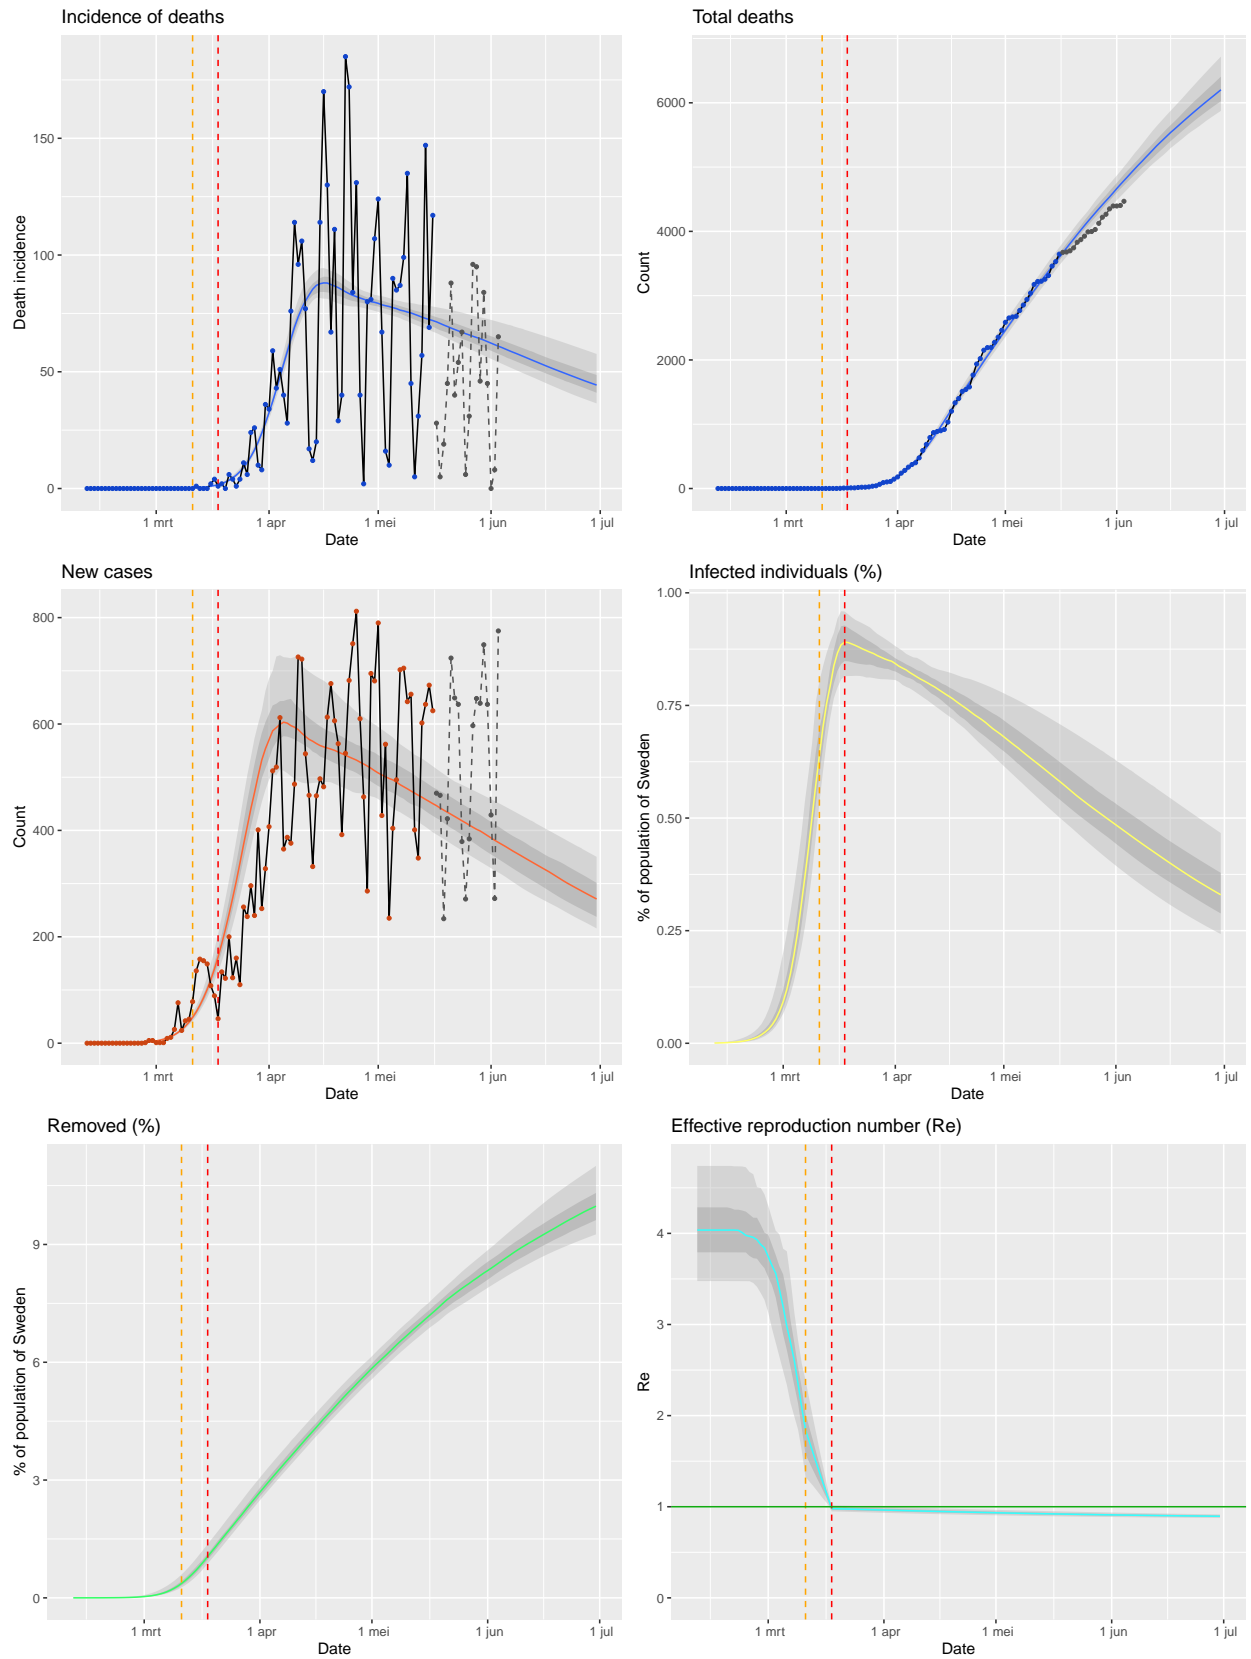 Incidence of deaths
Death incidence
150
100
50
0
1 mrt 1 apr 1 mei 1 jun 1 jul
Date
Total deaths
Count
6000
4000
2000
0
1 mrt 1 apr 1 mei 1 jun 1 jul
Date
New cases
Count
800
600
400
200
0
1 mrt 1 apr 1 mei 1 jun 1 jul
Date
Infected individuals (%)
% of population of Sweden
1.00
0.75
0.50
0.25
0.00
1 mrt 1 apr 1 mei 1 jun 1 jul
Date
Removed (%)
% of population of Sweden
9
6
3
0
1 mrt 1 apr 1 mei 1 jun 1 jul
Date
Effective reproduction number (Re)
Re
4
3
2
1
0
1 mrt 1 apr 1 mei 1 jun 1 jul
Date